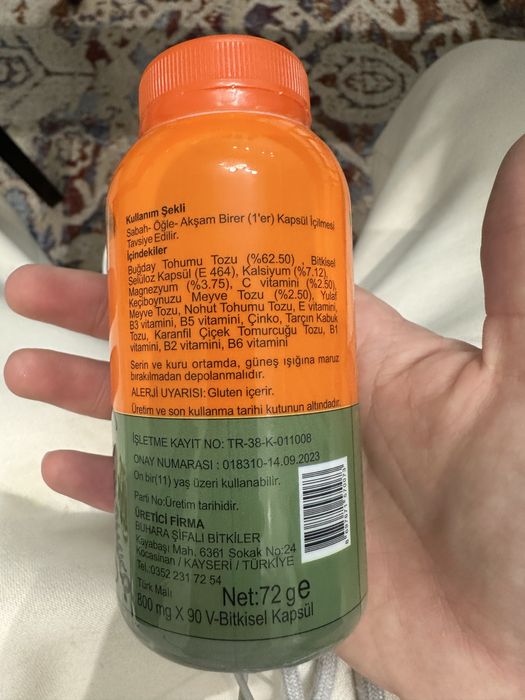 Kullanım Şekli
Sabah- Öğle- Akşam Birer (1'er) Kapsül İçilmesi
Tavsiye Edilir.
İçindekiler
Buğday Tohumu Tozu (%62.50) , Bitkisel
Selüloz Kapsül (E 464), Kalsiyum (%7.12),
Magnezyum (%3.75), C vitamini (%2.50),
Keçiboynuzu Meyve Tozu (%2.50), Yulaf
Meyve Tozu, Nohut Tohumu Tozu, E vitamini,
B3 vitamini, B5 vitamini, Çinko, Tarçın Kabuk
Tozu, Karanfil Çiçek Tomurcuğu Tozu, B1
vitamini, B2 vitamini, B6 vitamini
Serin ve kuru ortamda, güneş ışığına maruz
bırakılmadan depolanmalıdır.
ALERJİ UYARISI: Gluten içerir.
Üretim ve son kullanma tarihi kutunun altındadır.
İŞLETME KAYIT NO: TR-38-K-011008
ONAY NUMARASI : 018310-14.09.2023
On bir(11) yaş üzeri kullanabilir.
Parti No:Üretim tarihidir.
ÜRETİCİ FİRMA
BUHARA ŞİFALI BİTKİLER
Kayabaşı Mah. 6361 Sokak No:24
Kocasinan / KAYSERİ / TÜRKİYE
Tel.:0352 231 72 54
Türk Malı
Net:72 g e
800 mg X 90 V-Bitkisel Kapsül